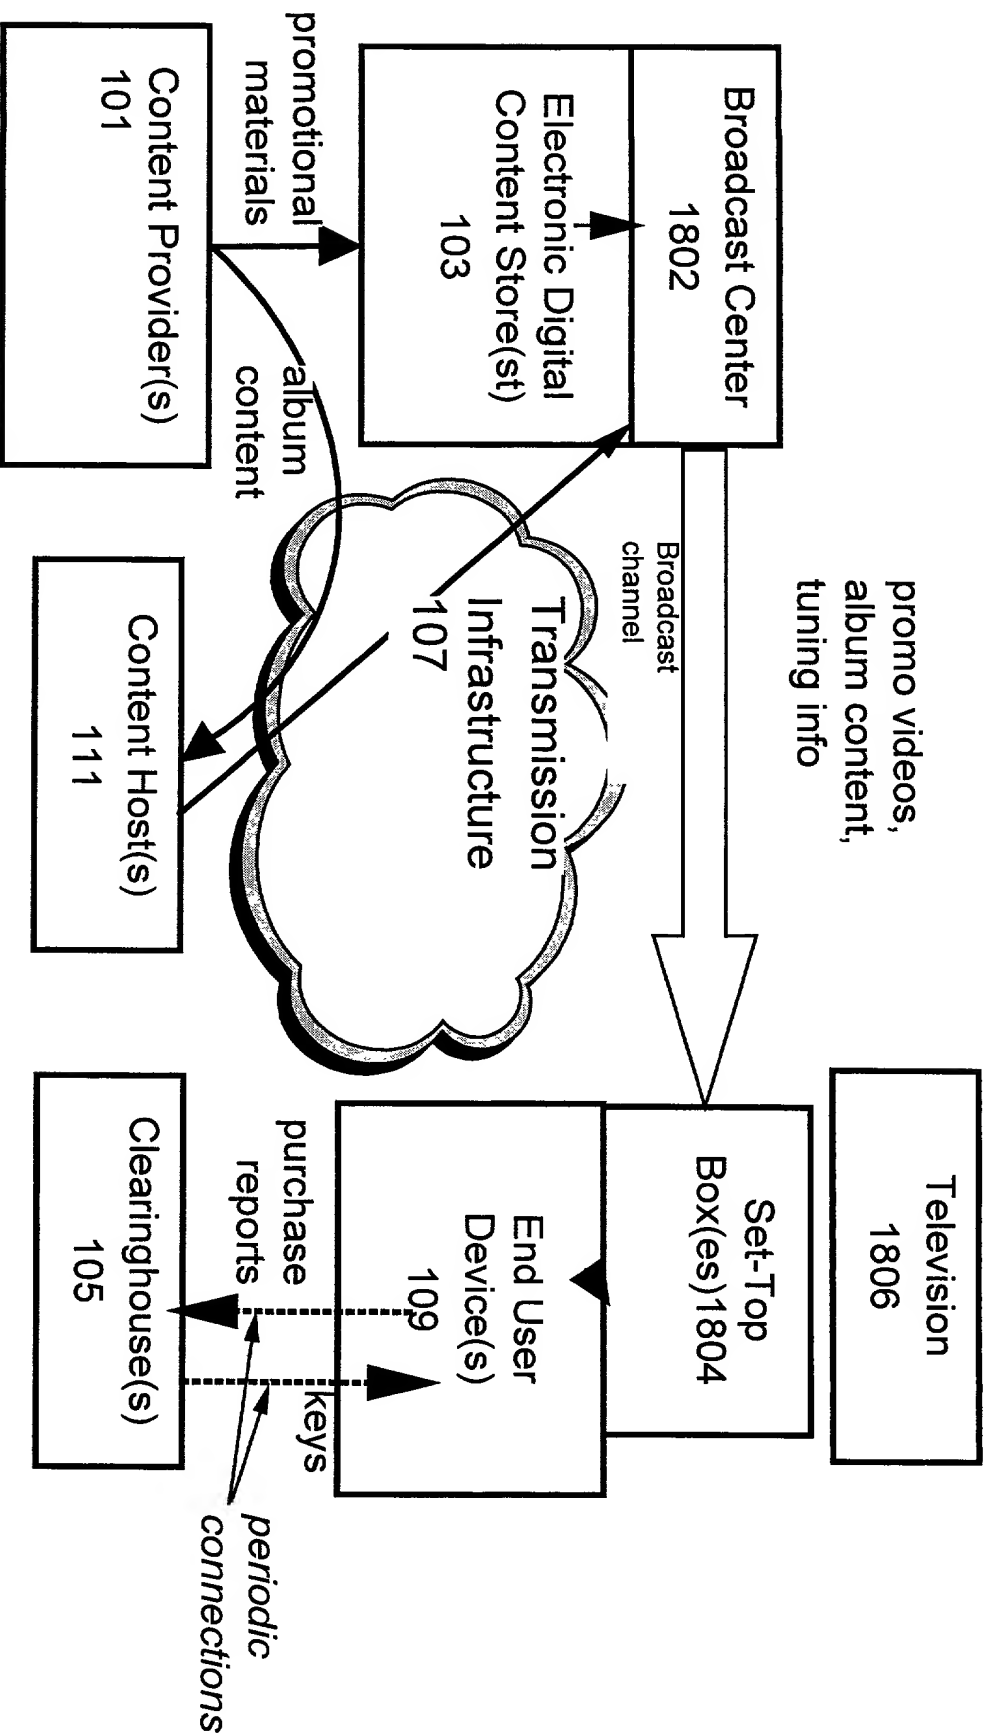 promo videos,
album content,
tuning info
Television
1806
Broadcast Center
1802
Broadcast
channel
Set-Top
Box(es)1804
Electronic Digital
Content Store(st)
103
Transmission
Infrastructure
107
End User
Device(s)
109
promotional
materials
album
content
purchase
reports
keys
periodic
connections
Content Provider(s)
101
Content Host(s)
111
Clearinghouse(s)
105